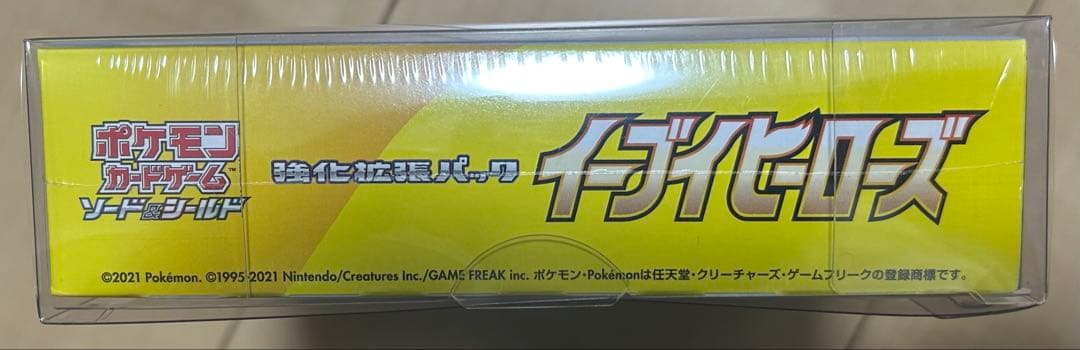 ポケモン
カードゲーム™
ソード&シールド
強化拡張パック
イーブイヒーローズ
©2021 Pokémon. ©1995-2021 Nintendo/Creatures Inc./GAME FREAK inc. ポケモン・Pokémonは任天堂・クリーチャーズ・ゲームフリークの登録商標です。